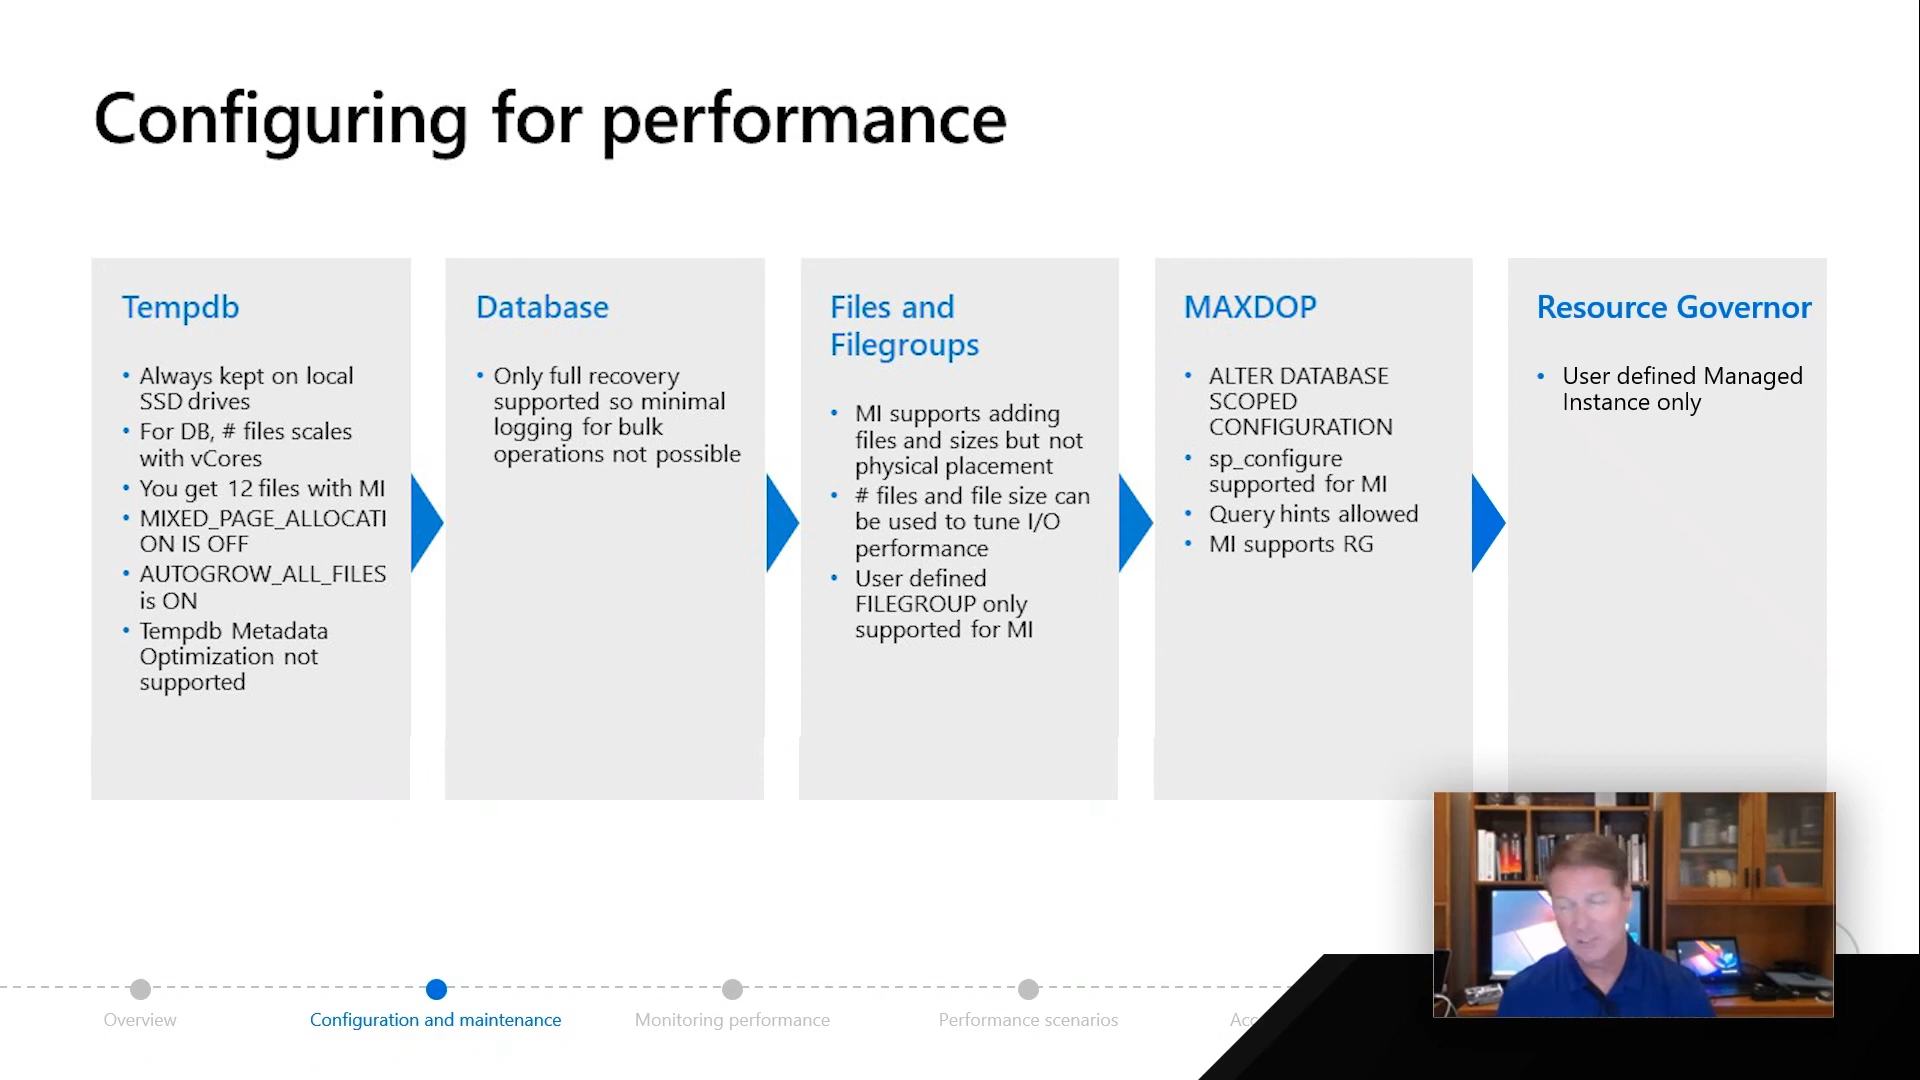 Configuring for performance
Tempdb
• Always kept on local
SSD drives
• For DB, # files scales
with vCores
• You get 12 files with MI
• MIXED_PAGE_ALLOCATI
ON IS OFF
• AUTOGROW_ALL_FILES
is ON
• Tempdb Metadata
Optimization not
supported
Database
• Only full recovery
supported so minimal
logging for bulk
operations not possible
Files and
Filegroups
• MI supports adding
files and sizes but not
physical placement
• # files and file size can
be used to tune I/O
performance
• User defined
FILEGROUP only
supported for MI
MAXDOP
• ALTER DATABASE
SCOPED
CONFIGURATION
• sp_configure
supported for MI
• Query hints allowed
• MI supports RG
Resource Governor
• User defined Managed
Instance only
Overview
Configuration and maintenance
Monitoring performance
Performance scenarios
Acc